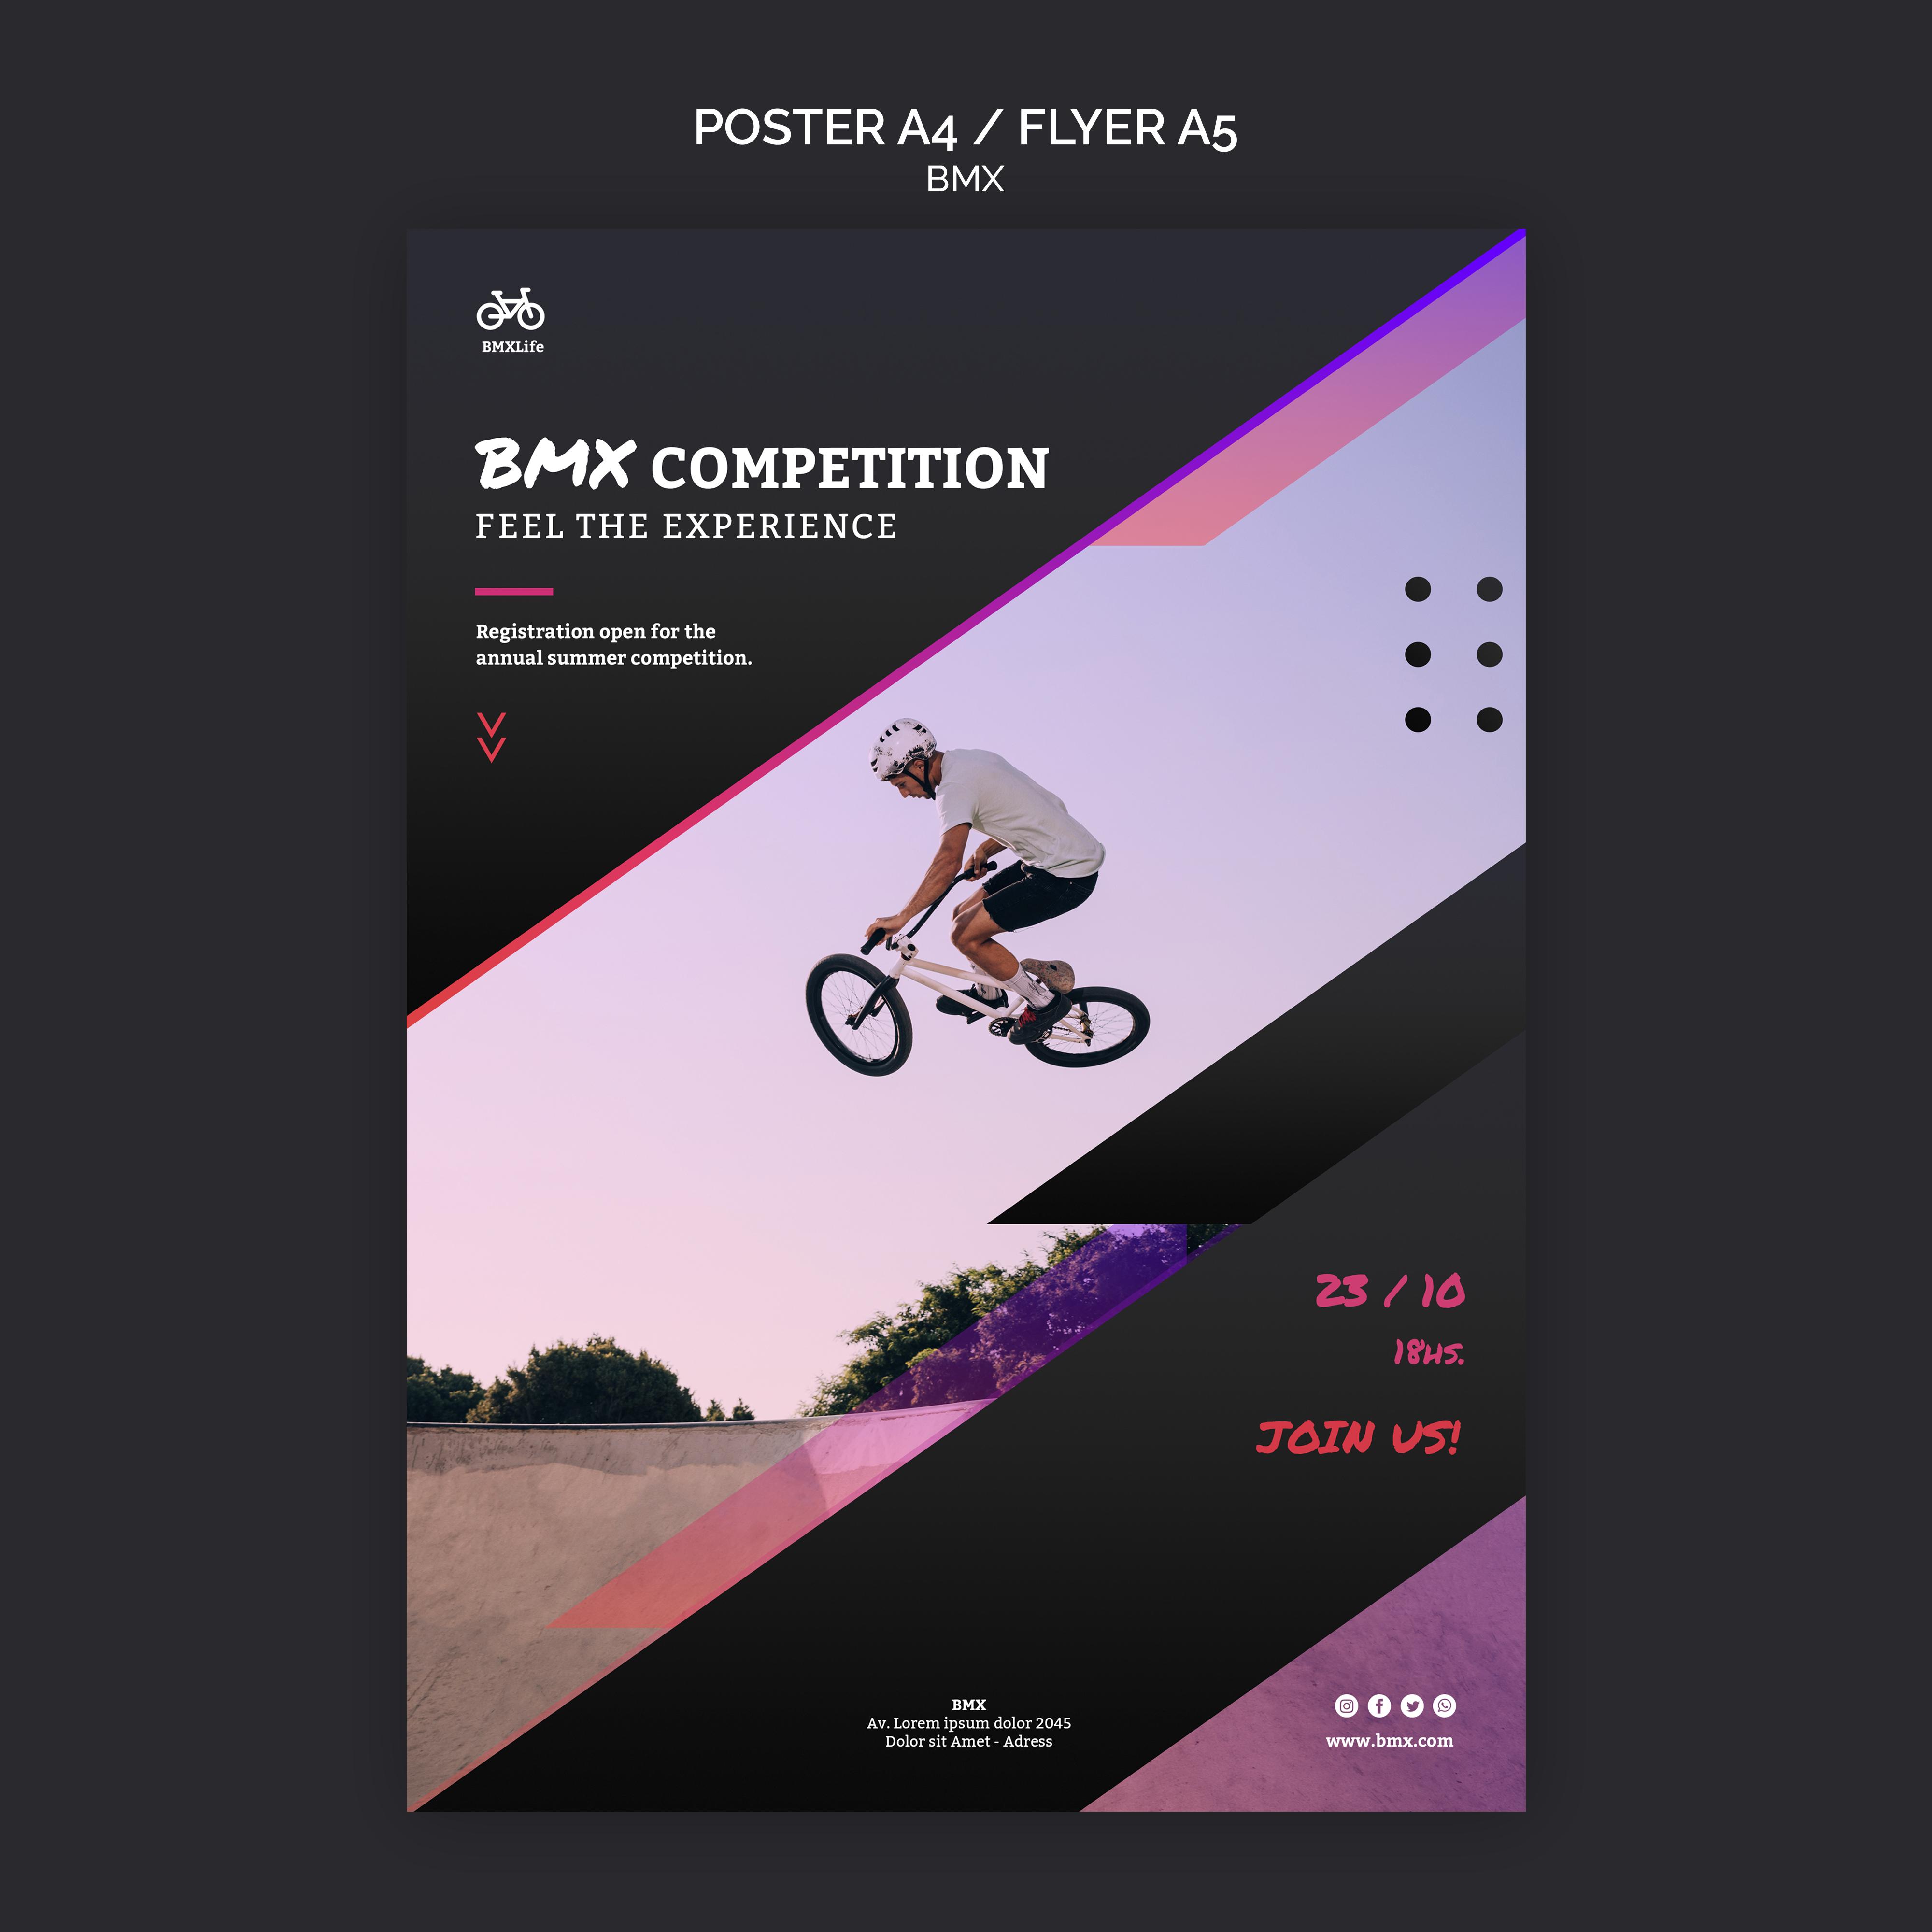 POSTER A4 / FLYER A5
BMX
BMXLife
BMX COMPETITION
FEEL THE EXPERIENCE
Registration open for the
annual summer competition.
23 / 10
18HS.
JOIN US!
BMX
Av. Lorem ipsum dolor 2045
Dolor sit Amet - Adress
www.bmx.com